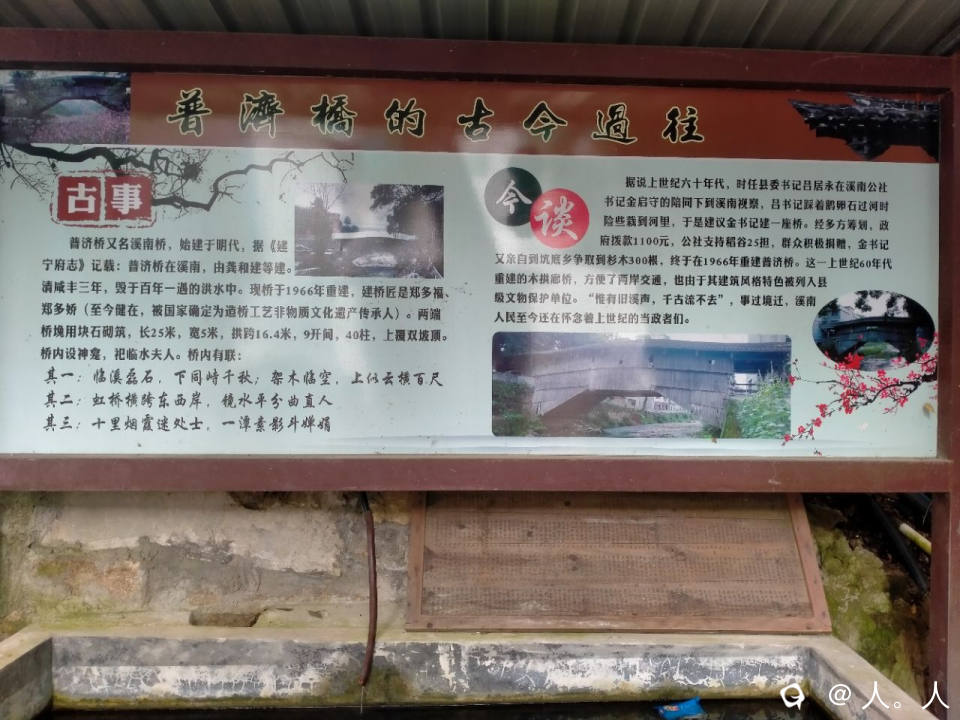 普濟橋的古今過往
古事
普济桥又名溪南桥，始建于明代，据《建
宁府志》记载：普济桥在溪南，由龚和建等建。
清咸丰三年，毁于百年一遇的洪水中。现桥于1966年重建，建桥匠是郑多福、
郑多娇（至今健在，被国家确定为造桥工艺非物质文化遗产传承人）。两端
桥堍用块石砌筑，长25米，宽5米，拱跨16.4米，9开间，40柱，上覆双坡顶。
桥内设神龛，祀临水夫人。桥内有联：
其一：临溪磊石，下同峙千秋；架木临空，上似云横百尺
其二：虹桥横跨东西岸，镜水平分曲直人
其三：十里烟霞迷处士，一潭素影斗婵娟
今谈
据说上世纪六十年代，时任县委书记吕居永在溪南公社
书记金启守的陪同下到溪南视察，吕书记踩着鹅卵石过河时
险些戳到河里，于是建议金书记建一座桥。经多方筹划，政
府拨款1100元，公社支持稻谷25担，群众积极捐赠，金书记
又亲自到坑底乡争取到杉木300根，终于在1966年重建普济桥。这一上世纪60年代
重建的木拱廊桥，方便了两岸交通，也由于其建筑风格特色被列入县
级文物保护单位。“惟有旧溪声，千古流不去”，事过境迁，溪南
人民至今还在怀念着上世纪的当政者们。
@人。人